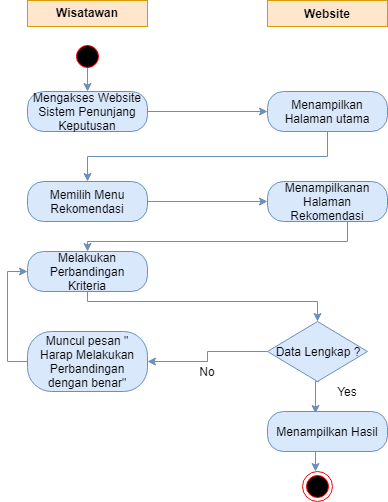 Wisatawan
Website
Mengakses Website
Sistem Penunjang
Keputusan
Menampilkan
Halaman utama
Memilih Menu
Rekomendasi
Menampilkanan
Halaman
Rekomendasi
Melakukan
Perbandingan
Kriteria
Data Lengkap ?
No
Muncul pesan "
Harap Melakukan
Perbandingan
dengan benar"
Yes
Menampilkan Hasil